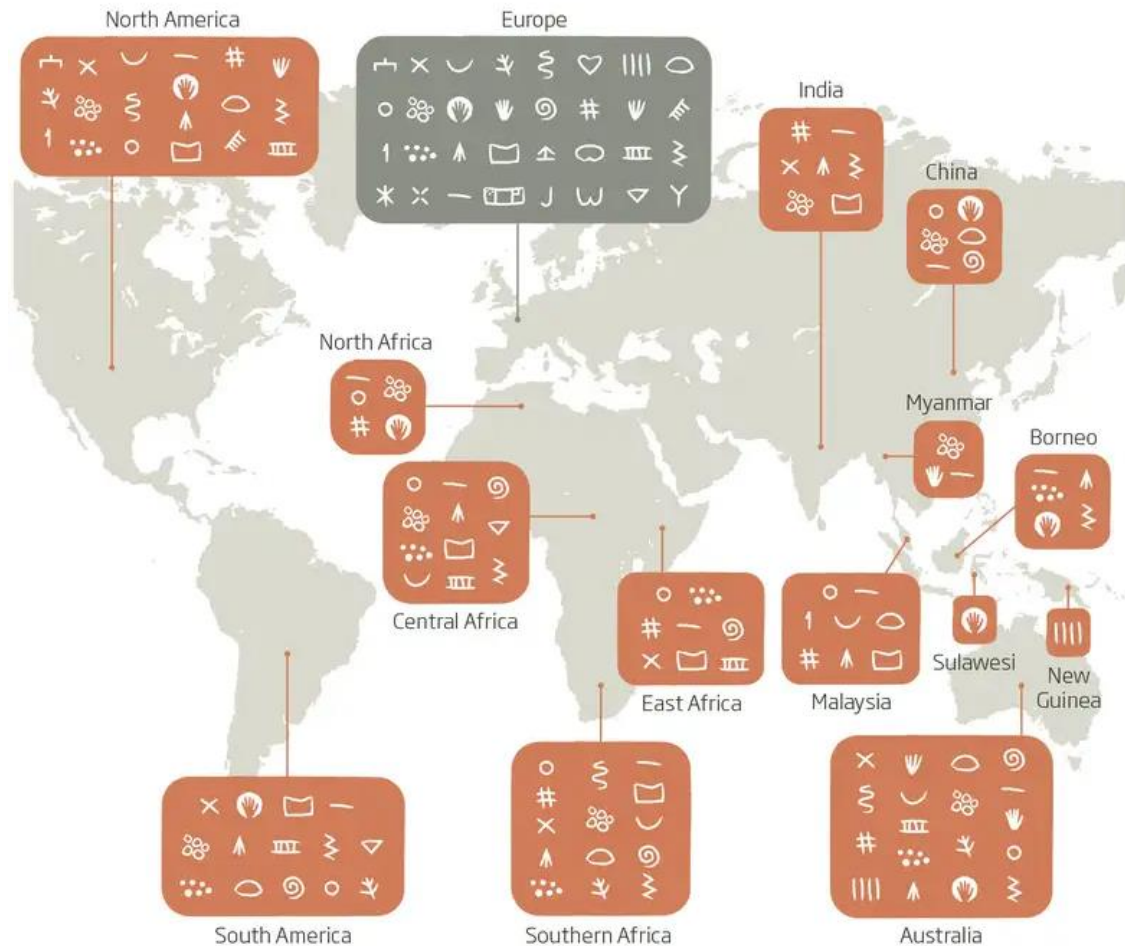 North America
Europe
India
China
North Africa
Myanmar
Borneo
Central Africa
East Africa
Malaysia
Sulawesi
New
Guinea
South America
Southern Africa
Australia